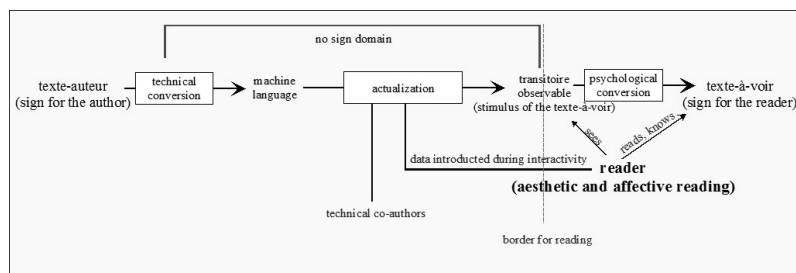 no sign domain
texte-auteur
(sign for the author)
technical
conversion
machine
language
actualization
transitoire
observable
(stimulus of the texte-à-voir)
psychological
conversion
texte-à-voir
(sign for the reader)
sees
reads, knows
data introducted during interactivity
reader
(aesthetic and affective reading)
technical co-authors
border for reading